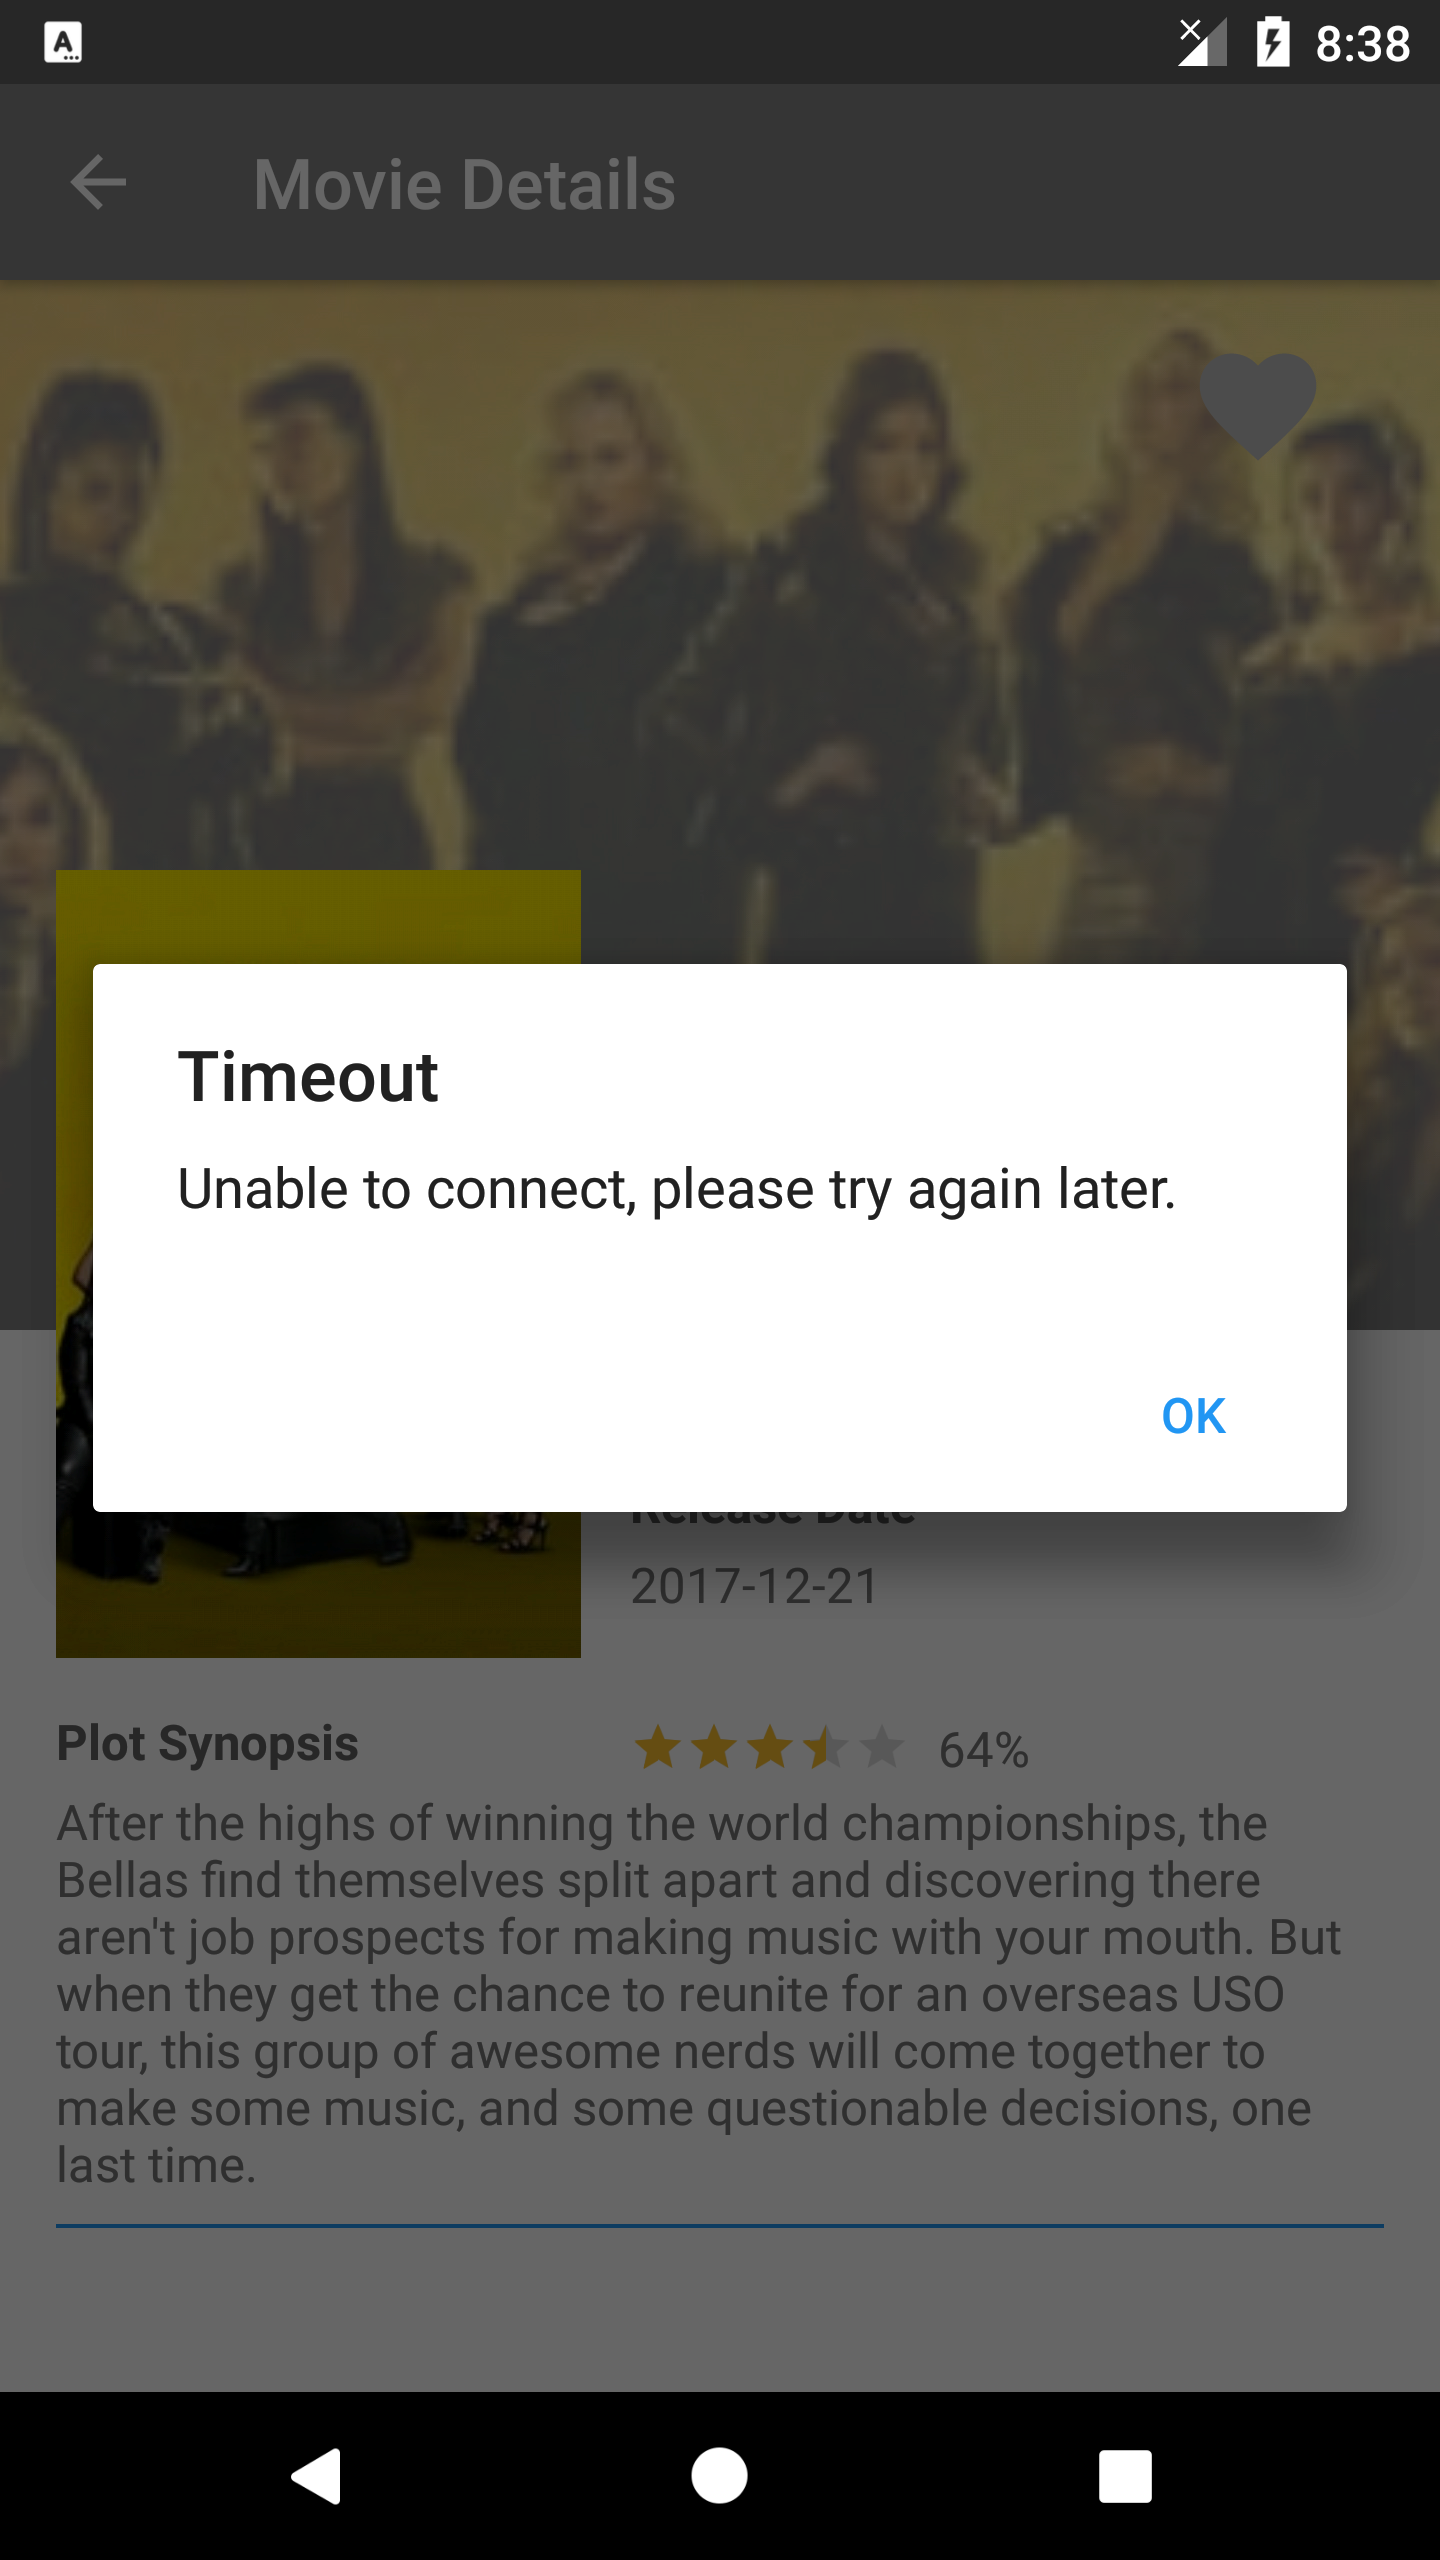 8:38
Movie Details
Timeout
Unable to connect, please try again later.
OK
Release Date
2017-12-21
Plot Synopsis
64%
After the highs of winning the world championships, the
Bellas find themselves split apart and discovering there
aren't job prospects for making music with your mouth. But
when they get the chance to reunite for an overseas USO
tour, this group of awesome nerds will come together to
make some music, and some questionable decisions, one
last time.